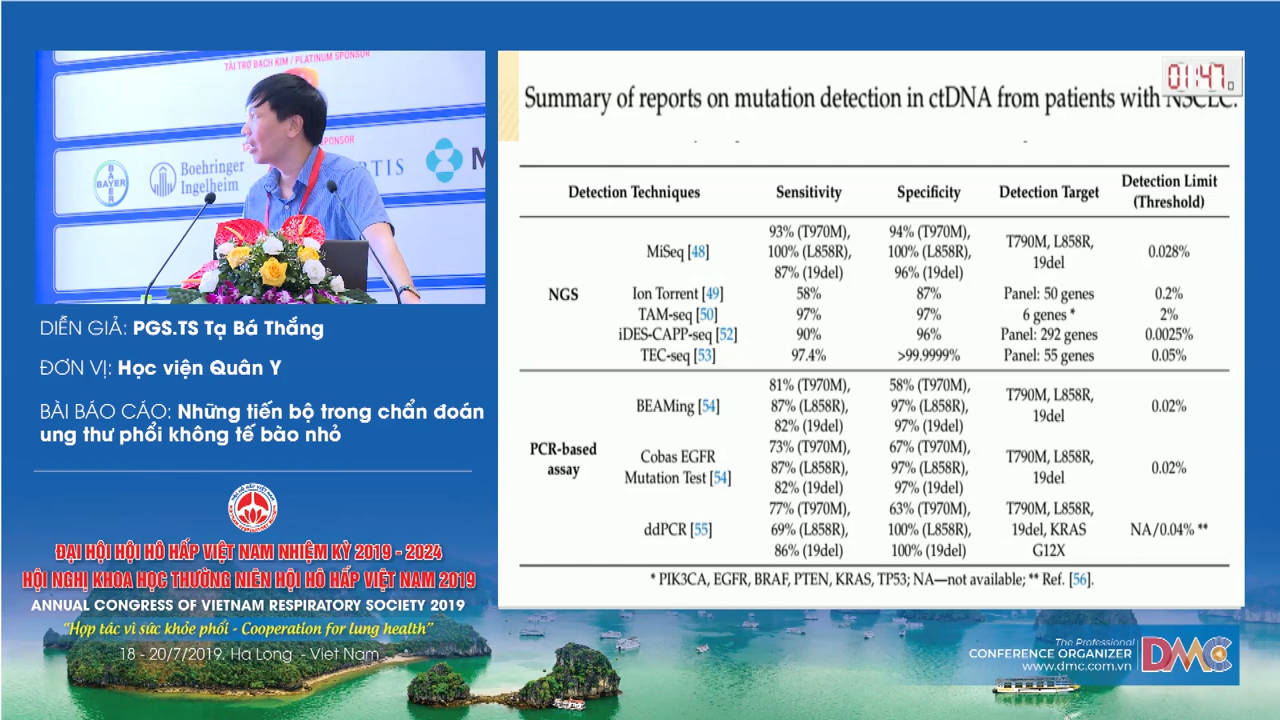 TÀI TRỢ BẠCH KIM / PLATINUM SPONSOR
SPONSOR
BAYER
BAYER
Boehringer
Ingelheim
TIS
M
DIỄN GIẢ: PGS.TS Tạ Bá Thắng
ĐƠN VỊ: Học viện Quân Y
BÀI BÁO CÁO: Những tiến bộ trong chẩn đoán
ung thư phổi không tế bào nhỏ
ĐẠI HỘI HỘI HÔ HẤP VIỆT NAM NHIỆM KỲ 2019 - 2024
HỘI NGHỊ KHOA HỌC THƯỜNG NIÊN HỘI HÔ HẤP VIỆT NAM 2019
ANNUAL CONGRESS OF VIETNAM RESPIRATORY SOCIETY 2019
“Hợp tác vì sức khỏe phổi - Cooperation for lung health”
18 - 20/7/2019. Ha Long - Viet Nam
01:47
Summary of reports on mutation detection in ctDNA from patients with NSCLC.
Detection Techniques Sensitivity Specificity Detection Target Detection Limit (Threshold)
NGS
MiSeq [48] 93% (T970M), 100% (L858R), 87% (19del) 94% (T970M), 100% (L858R), 96% (19del) T790M, L858R, 19del 0.028%
Ion Torrent [49] 58% 87% Panel: 50 genes 0.2%
TAM-seq [50] 97% 97% 6 genes * 2%
iDES-CAPP-seq [52] 90% 96% Panel: 292 genes 0.0025%
TEC-seq [53] 97.4% >99.9999% Panel: 55 genes 0.05%
PCR-based assay
BEAMing [54] 81% (T970M), 87% (L858R), 82% (19del) 58% (T970M), 97% (L858R), 97% (19del) T790M, L858R, 19del 0.02%
Cobas EGFR Mutation Test [54] 73% (T970M), 87% (L858R), 82% (19del) 67% (T970M), 97% (L858R), 97% (19del) T790M, L858R, 19del 0.02%
ddPCR [55] 77% (T970M), 69% (L858R), 86% (19del) 63% (T970M), 100% (L858R), 100% (19del) T790M, L858R, 19del, KRAS G12X NA/0.04% **
* PIK3CA, EGFR, BRAF, PTEN, KRAS, TP53; NA—not available; ** Ref. [56].
The Professional
CONFERENCE ORGANIZER
www.dmc.com.vn
DMC